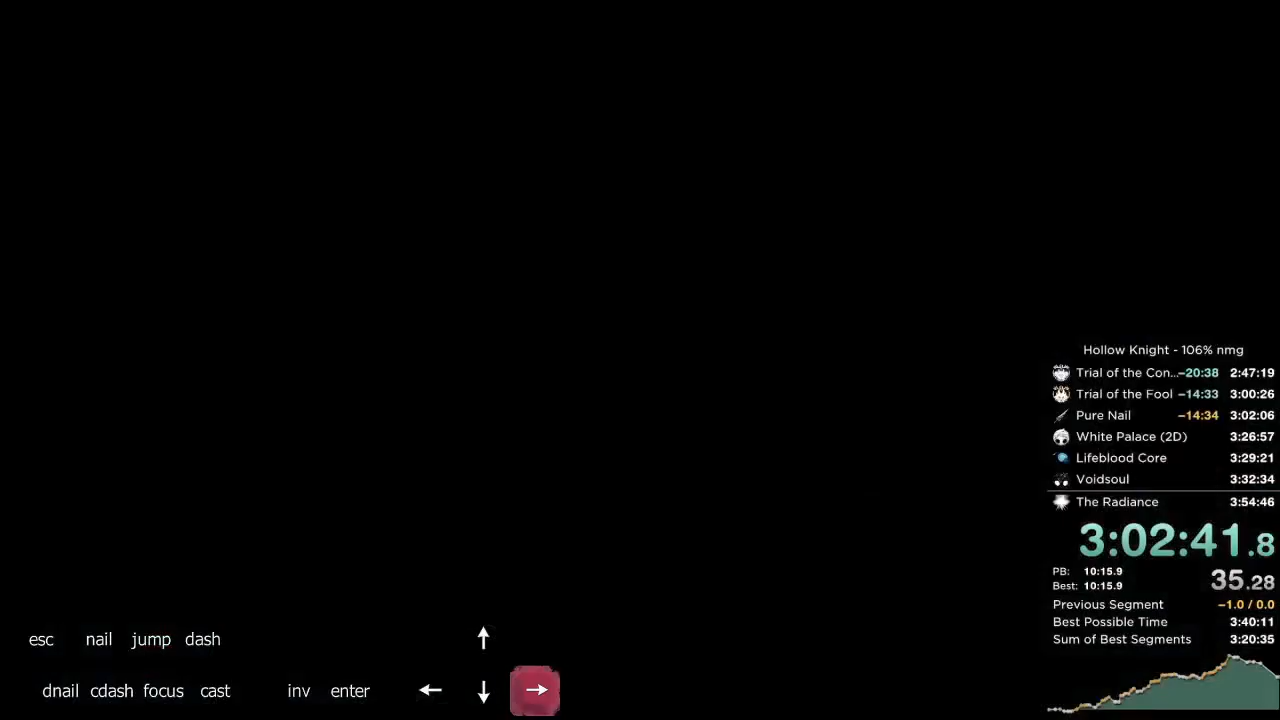 Hollow Knight - 106% nmg
Trial of the Con... -20:38 2:47:19
Trial of the Fool -14:33 3:00:26
Pure Nail -14:34 3:02:06
White Palace (2D) 3:26:57
Lifeblood Core 3:29:21
Voidsoul 3:32:34
The Radiance 3:54:46
3:02:41.8
PB: 10:15.9
35.28
Best: 10:15.9
Previous Segment -1.0 / 0.0
Best Possible Time 3:40:11
Sum of Best Segments 3:20:35
esc nail jump dash ↑
dnail cdash focus cast inv enter ← ↓ →